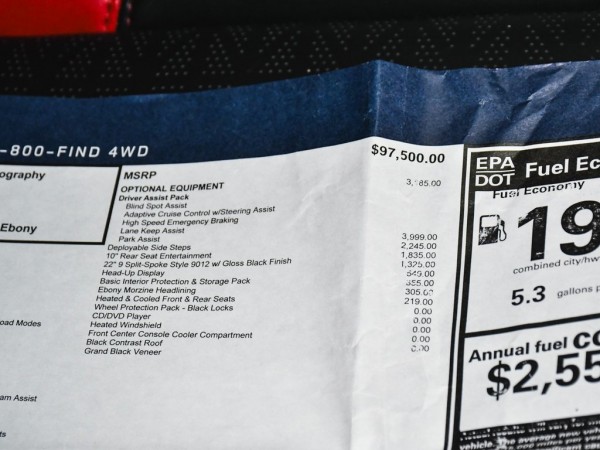 -800-FIND 4WD
ography
Ebony
oad Modes
am Assist
ts
MSRP $97,500.00
OPTIONAL EQUIPMENT
Driver Assist Pack
Blind Spot Assist
Adaptive Cruise Control w/Steering Assist
High Speed Emergency Braking
Lane Keep Assist
Park Assist
Deployable Side Steps 3,999.00
10" Rear Seat Entertainment 2,245.00
22" 9 Split-Spoke Style 9012 w/ Gloss Black Finish 1,835.00
Head-Up Display 1,325.00
Basic Interior Protection & Storage Pack 549.00
Ebony Morzine Headlining 355.00
Heated & Cooled Front & Rear Seats 305.00
Wheel Protection Pack - Black Locks 219.00
CD/DVD Player 0.00
Heated Windshield 0.00
Front Center Console Cooler Compartment 0.00
Black Contrast Roof 0.00
Grand Black Veneer
EPA
DOT
Fuel Ec
Fuel Economy
19
combined city/hw
5.3 gallons p
Annual fuel co
$2,55